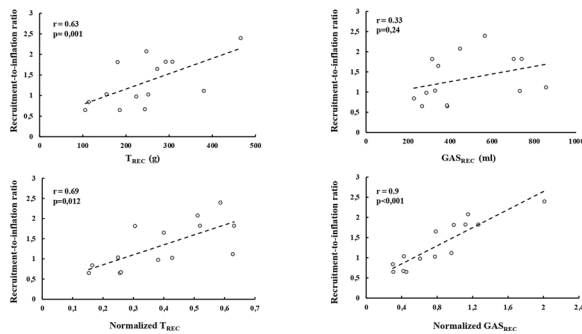 r = 0.63
p= 0,001
Recruitment-to-inflation ratio
3
2,5
2
1,5
1
0,5
0
0 100 200 300 400 500
T_REC (g)
r = 0.33
p=0,24
Recruitment-to-inflation ratio
3
2,5
2
1,5
1
0,5
0
0 200 400 600 800 1000
GAS_REC (ml)
r = 0.69
p=0,012
Recruitment-to-inflation ratio
3
2,5
2
1,5
1
0,5
0
0 0,1 0,2 0,3 0,4 0,5 0,6 0,7
Normalized T_REC
r = 0.9
p<0,001
Recruitment-to-inflation ratio
3
2,5
2
1,5
1
0,5
0
0 0,4 0,8 1,2 1,6 2 2,4
Normalized GAS_REC